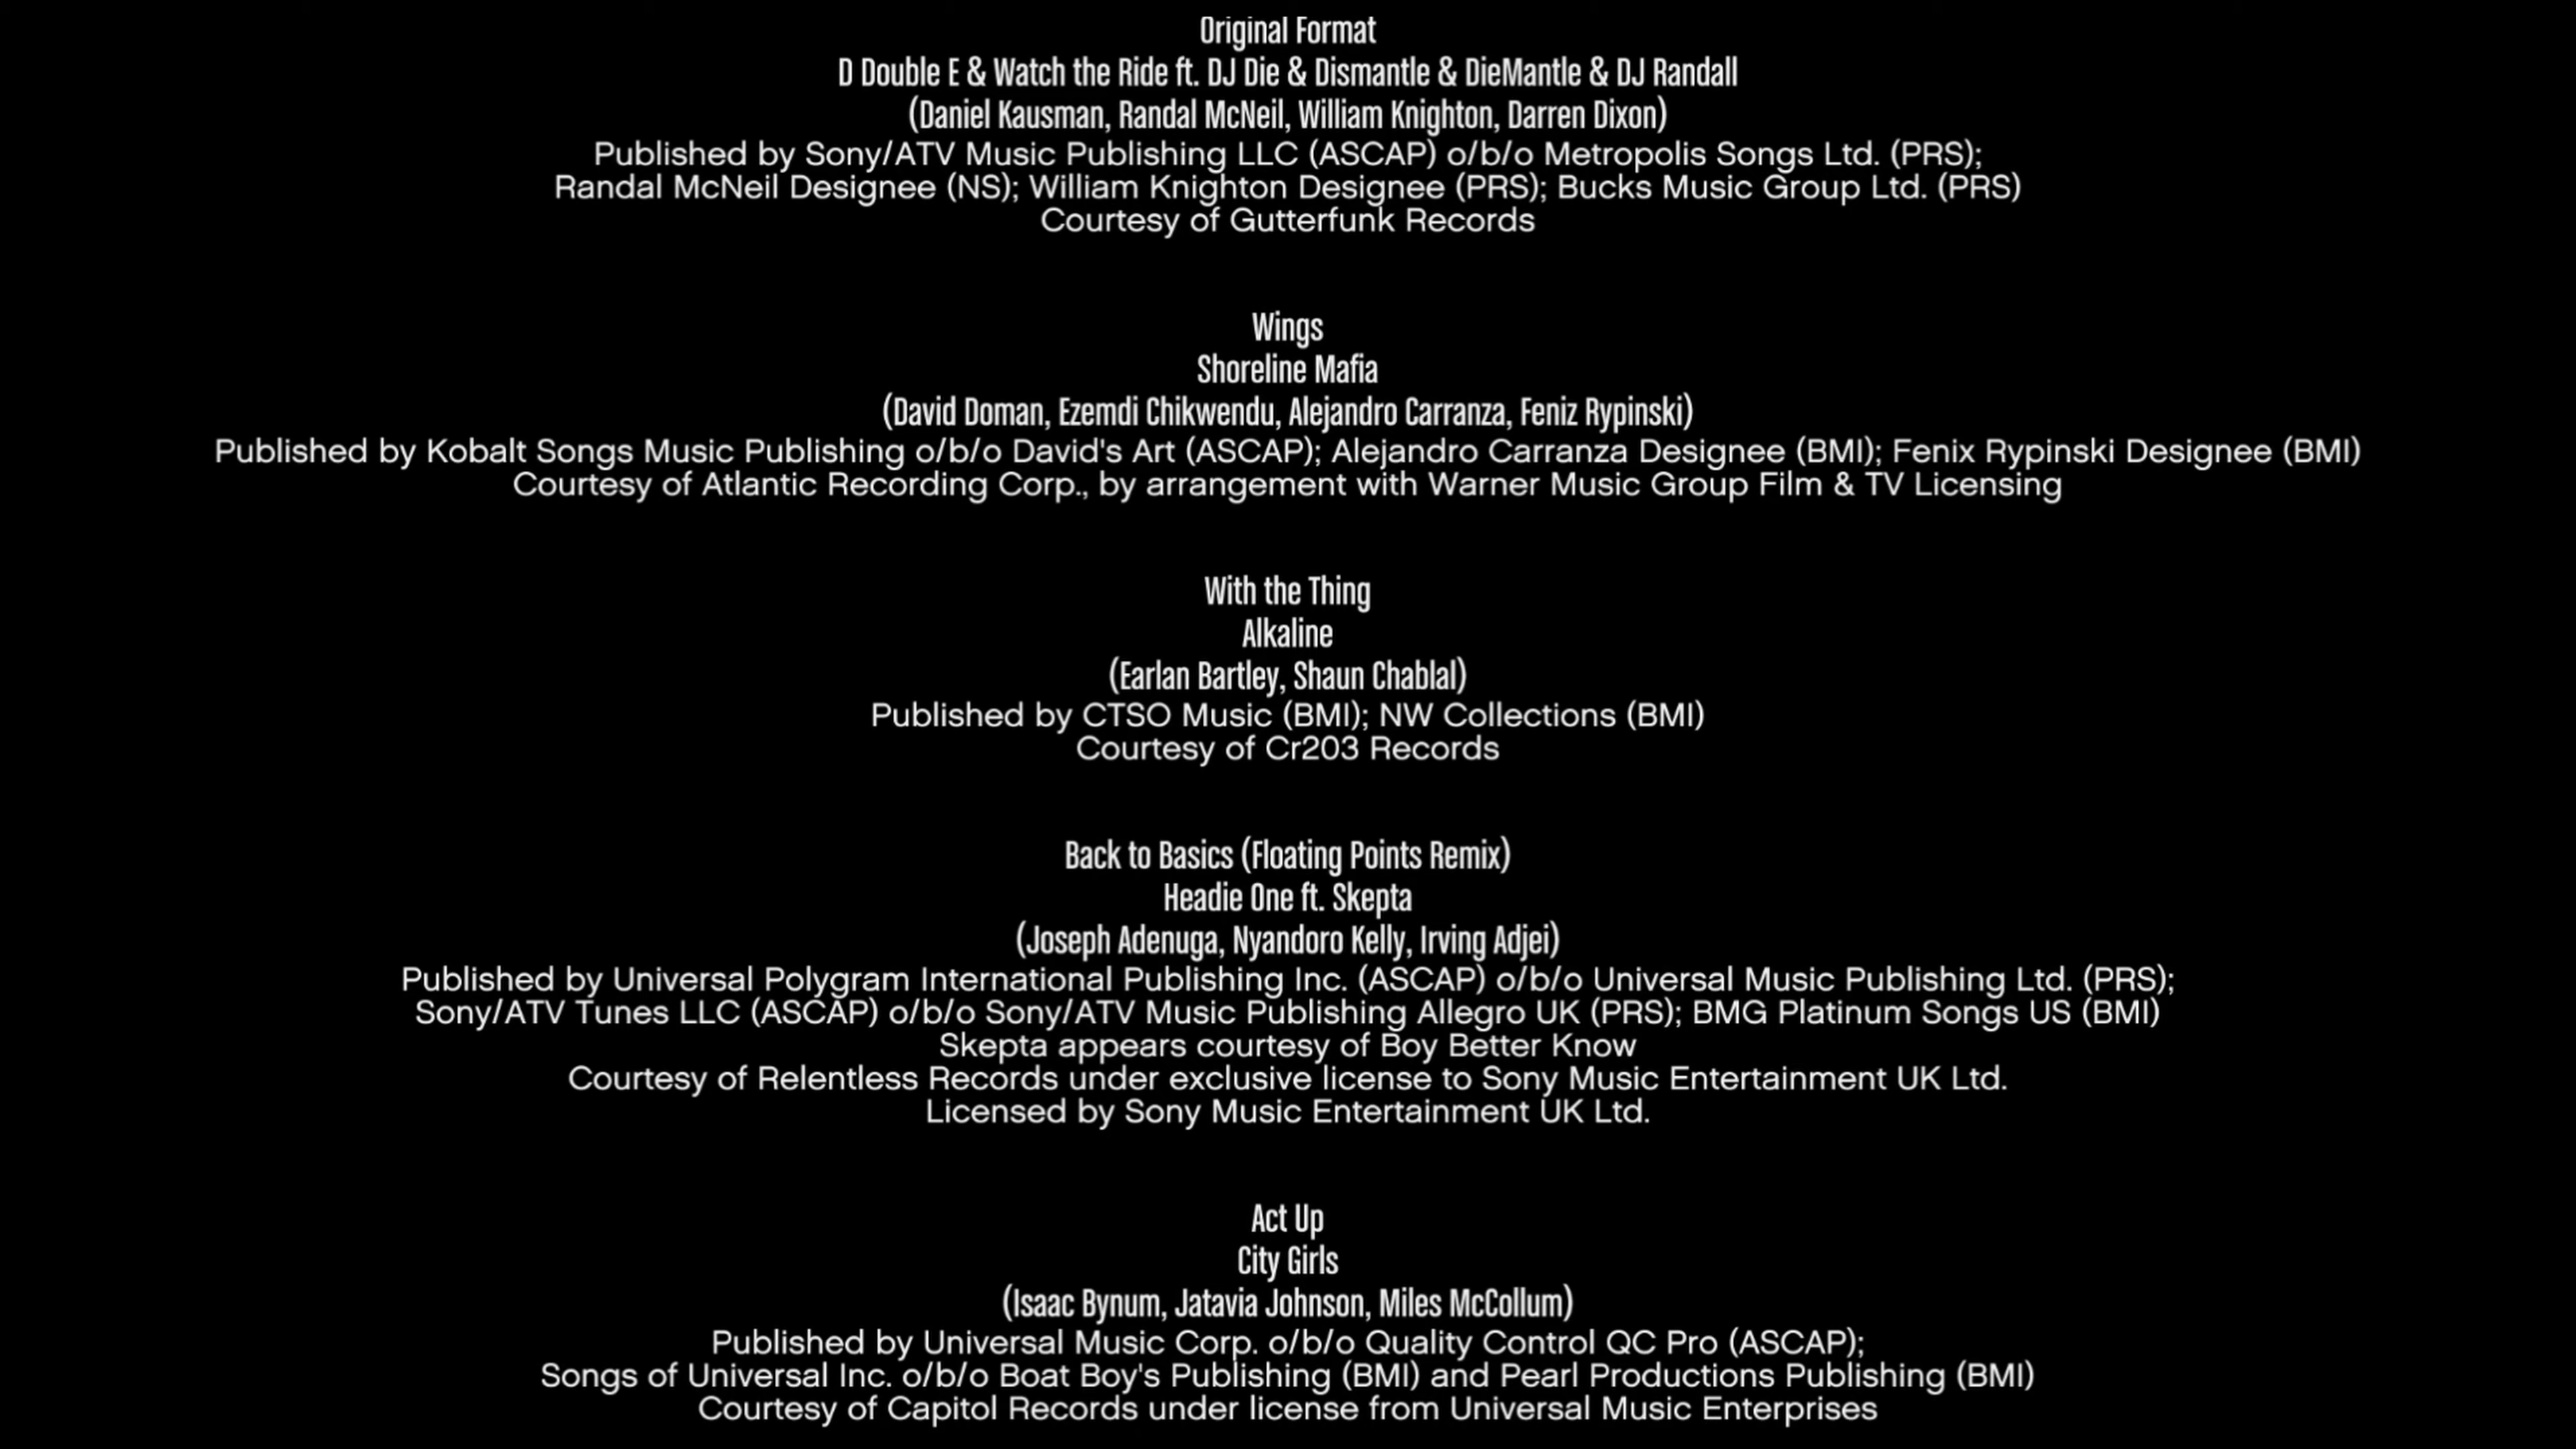 Original Format
D Double E & Watch the Ride ft. DJ Die & Dismantle & DieMantle & DJ Randall
(Daniel Kausman, Randal McNeil, William Knighton, Darren Dixon)
Published by Sony/ATV Music Publishing LLC (ASCAP) o/b/o Metropolis Songs Ltd. (PRS);
Randal McNeil Designee (NS); William Knighton Designee (PRS); Bucks Music Group Ltd. (PRS)
Courtesy of Gutterfunk Records
Wings
Shoreline Mafia
(David Doman, Ezemdi Chikwendu, Alejandro Carranza, Feniz Rypinski)
Published by Kobalt Songs Music Publishing o/b/o David's Art (ASCAP); Alejandro Carranza Designee (BMI); Fenix Rypinski Designee (BMI)
Courtesy of Atlantic Recording Corp., by arrangement with Warner Music Group Film & TV Licensing
With the Thing
Alkaline
(Earlan Bartley, Shaun Chablal)
Published by CTSO Music (BMI); NW Collections (BMI)
Courtesy of Cr203 Records
Back to Basics (Floating Points Remix)
Headie One ft. Skepta
(Joseph Adenuga, Nyandoro Kelly, Irving Adjei)
Published by Universal Polygram International Publishing Inc. (ASCAP) o/b/o Universal Music Publishing Ltd. (PRS);
Sony/ATV Tunes LLC (ASCAP) o/b/o Sony/ATV Music Publishing Allegro UK (PRS); BMG Platinum Songs US (BMI)
Skepta appears courtesy of Boy Better Know
Courtesy of Relentless Records under exclusive license to Sony Music Entertainment UK Ltd.
Licensed by Sony Music Entertainment UK Ltd.
Act Up
City Girls
(Isaac Bynum, Jatavia Johnson, Miles McCollum)
Published by Universal Music Corp. o/b/o Quality Control QC Pro (ASCAP);
Songs of Universal Inc. o/b/o Boat Boy's Publishing (BMI) and Pearl Productions Publishing (BMI)
Courtesy of Capitol Records under license from Universal Music Enterprises